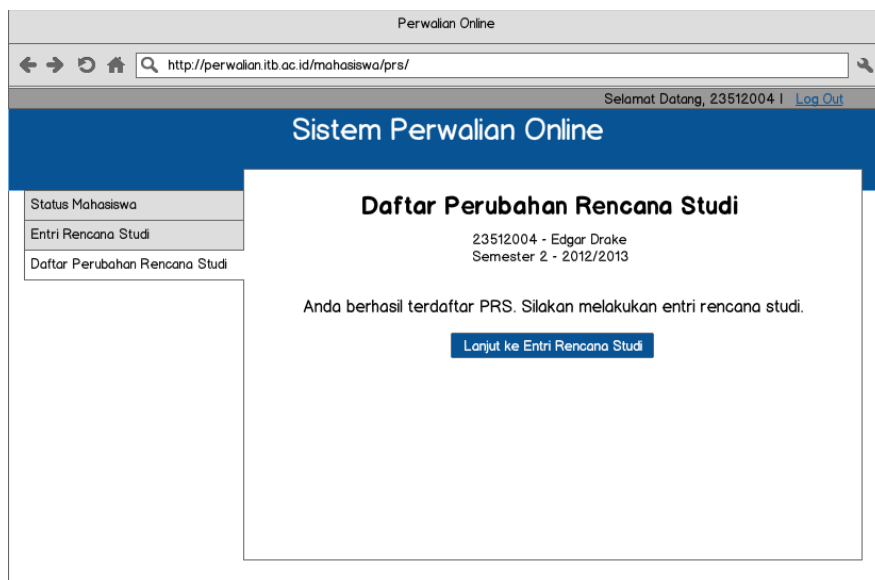 Perwalian Online
http://perwalian.itb.ac.id/mahasiswa/prs/
Selamat Datang, 23512004 | Log Out
Sistem Perwalian Online
Status Mahasiswa
Entri Rencana Studi
Daftar Perubahan Rencana Studi
Daftar Perubahan Rencana Studi
23512004 - Edgar Drake
Semester 2 - 2012/2013
Anda berhasil terdaftar PRS. Silakan melakukan entri rencana studi.
Lanjut ke Entri Rencana Studi